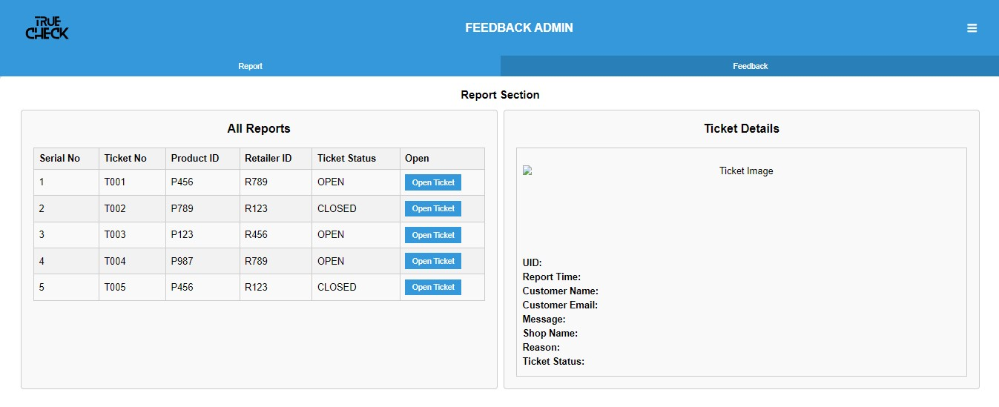 TRUE
CHECK
FEEDBACK ADMIN
Report
Feedback
Report Section
All Reports
Serial No Ticket No Product ID Retailer ID Ticket Status Open
1 T001 P456 R789 OPEN Open Ticket
2 T002 P789 R123 CLOSED Open Ticket
3 T003 P123 R456 OPEN Open Ticket
4 T004 P987 R789 OPEN Open Ticket
5 T005 P456 R123 CLOSED Open Ticket
Ticket Details
Ticket Image
UID:
Report Time:
Customer Name:
Customer Email:
Message:
Shop Name:
Reason:
Ticket Status: